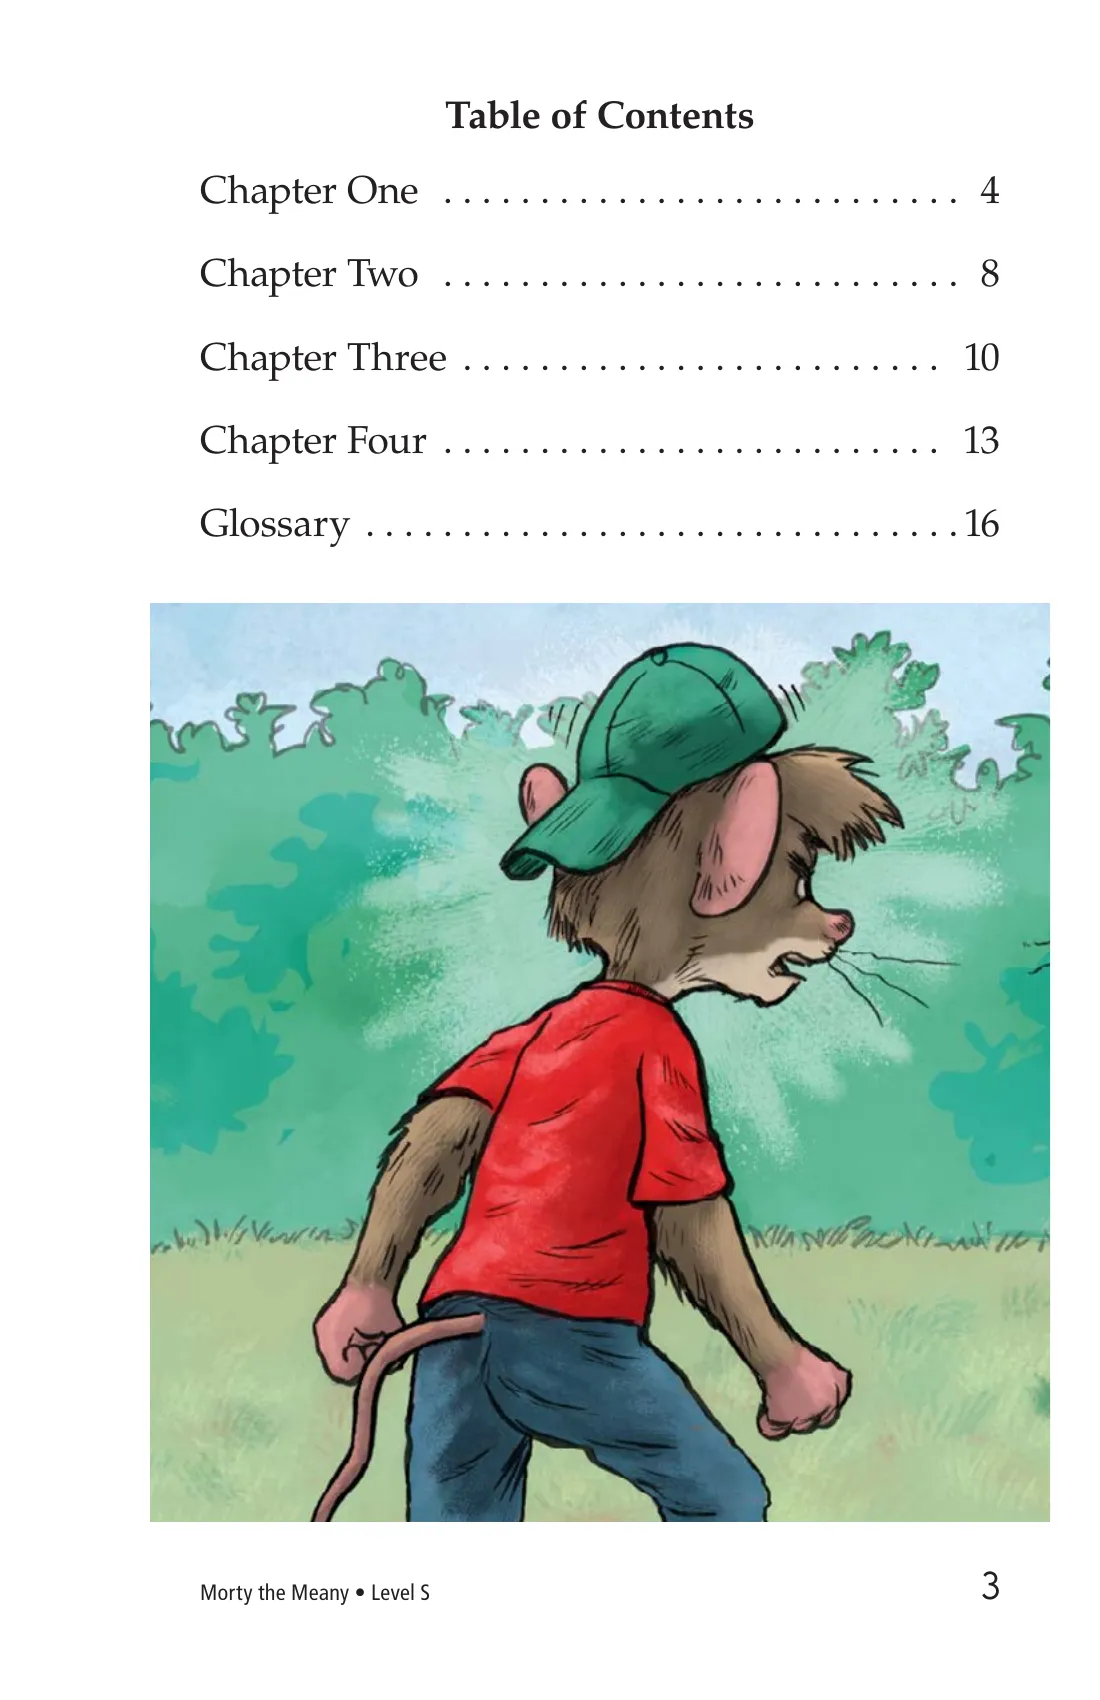 Table of Contents
Chapter One . . . . . . . . . . . . . . . . . . . . . . . . . . . 4
Chapter Two . . . . . . . . . . . . . . . . . . . . . . . . . . . 8
Chapter Three . . . . . . . . . . . . . . . . . . . . . . . . . 10
Chapter Four . . . . . . . . . . . . . . . . . . . . . . . . . . 13
Glossary . . . . . . . . . . . . . . . . . . . . . . . . . . . . . . . 16
Morty the Meany • Level S 3